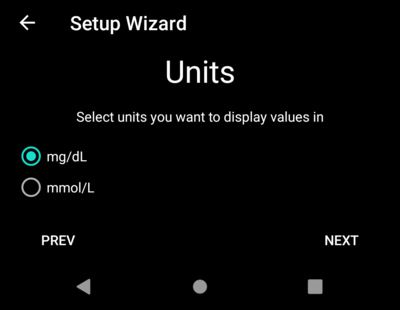 Setup Wizard
Units
Select units you want to display values in
mg/dL
mmol/L
PREV NEXT